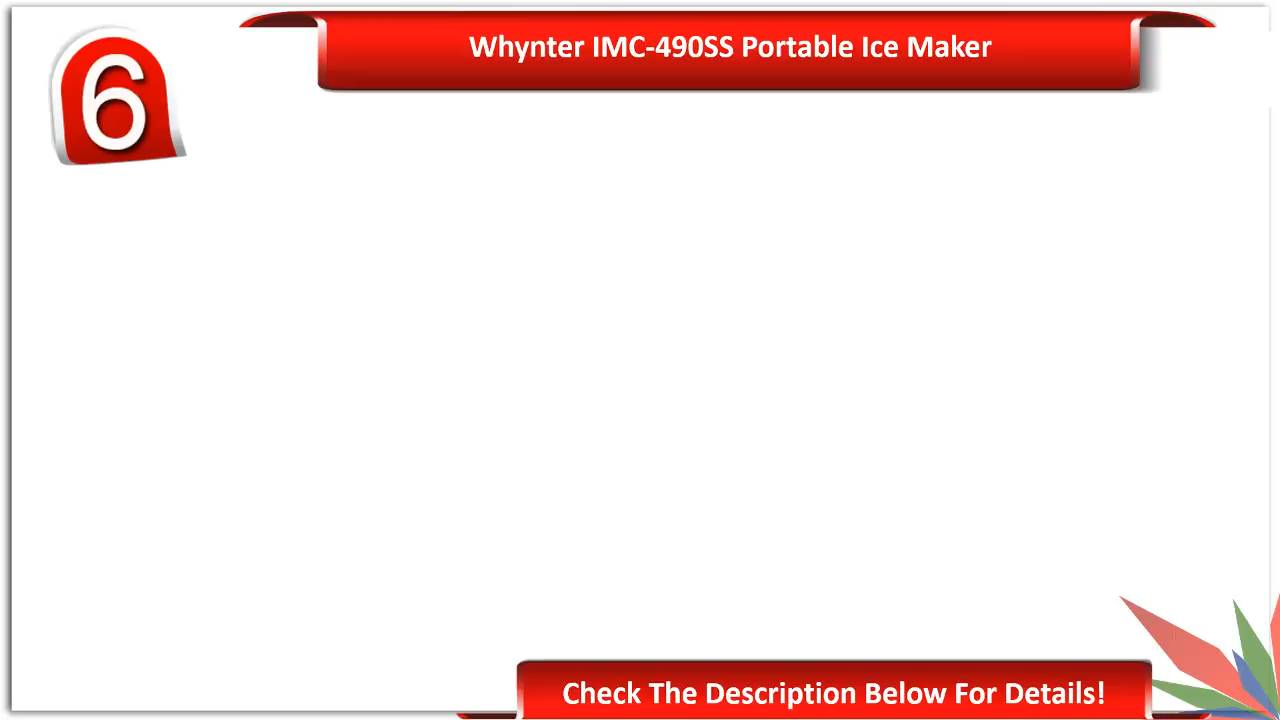 6
Whynter IMC-490SS Portable Ice Maker
Check The Description Below For Details!